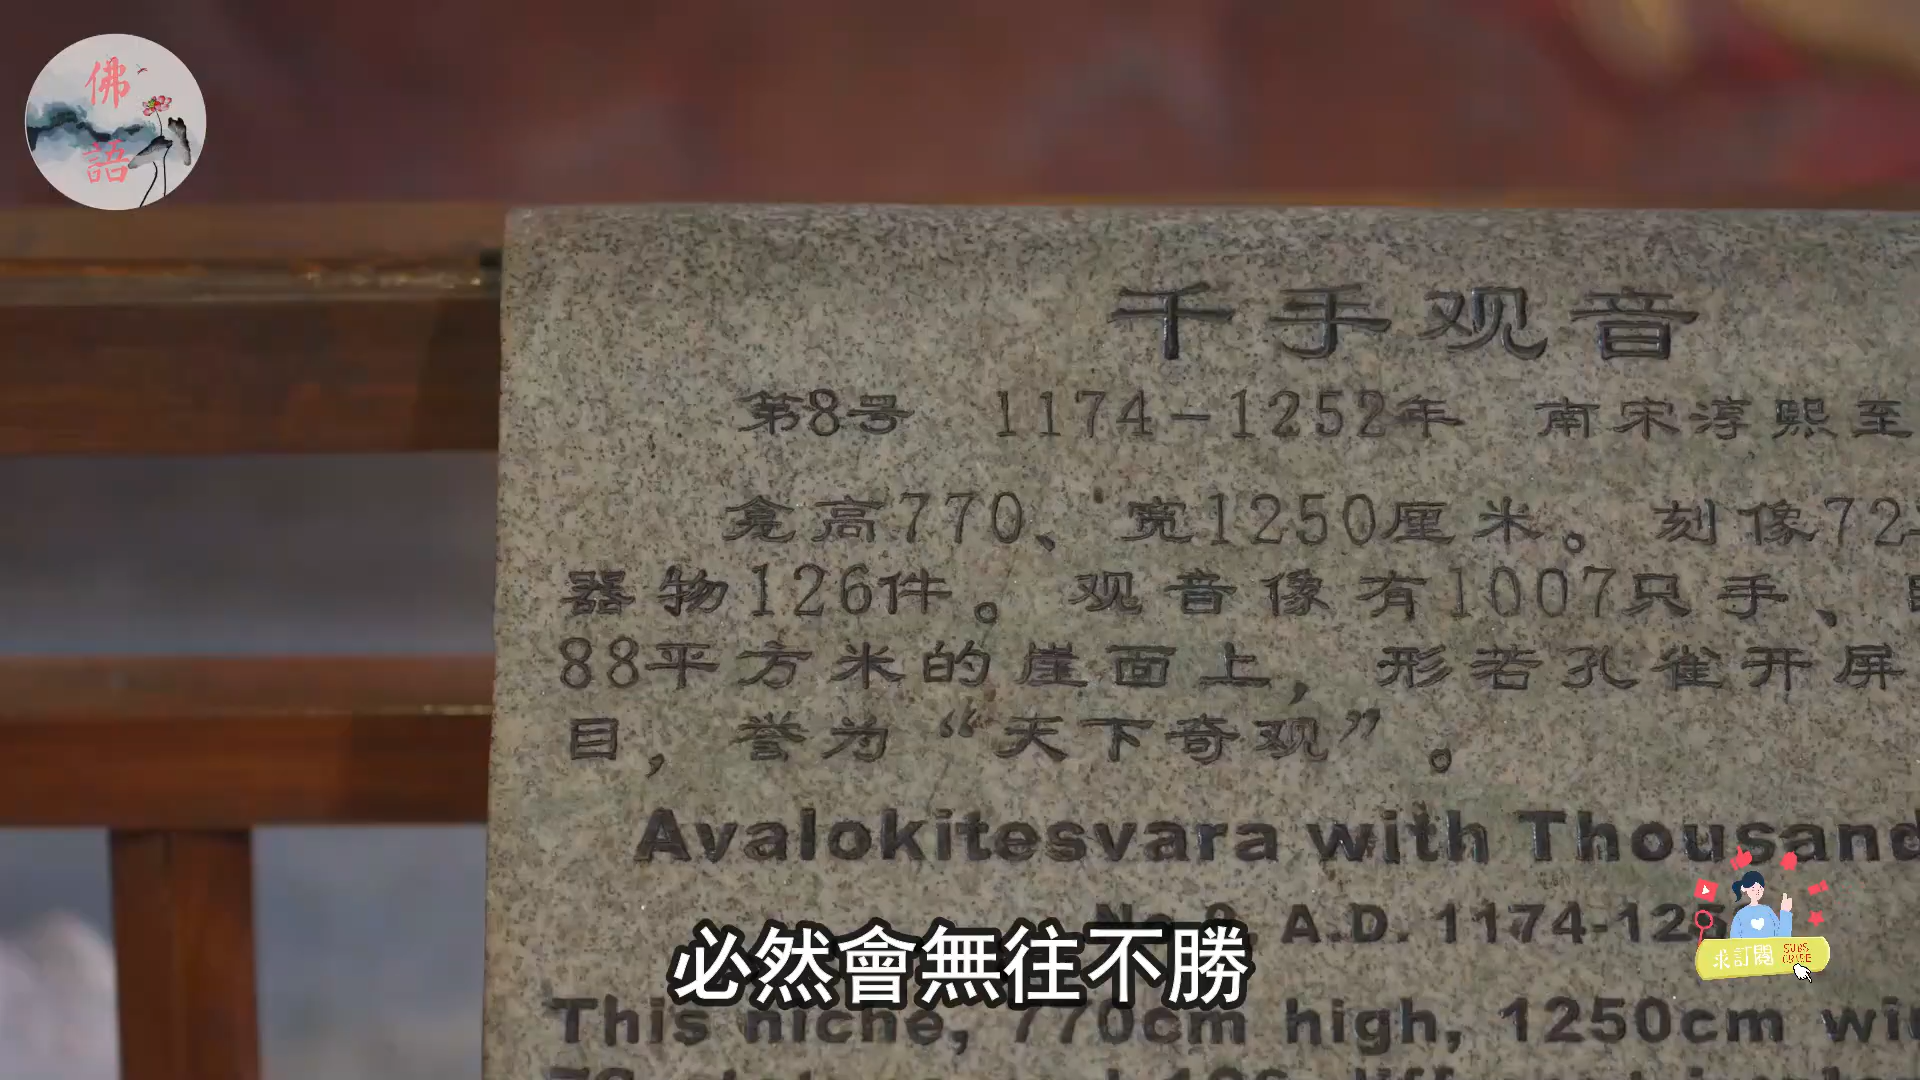 佛
語
千手观音
第8号 1174-1252年 南宋淳熙至
龛高770、宽1250厘米。刻像72
器物126件。观音像有1007只手、
88平方米的崖面上，形若孔雀开屏
目，誉为“天下奇观”。
Avalokitesvara with Thousand
A.D. 1174-125
必然會無往不勝
求訂閱 SUBSCRIBE
This niche, 770cm high, 1250cm